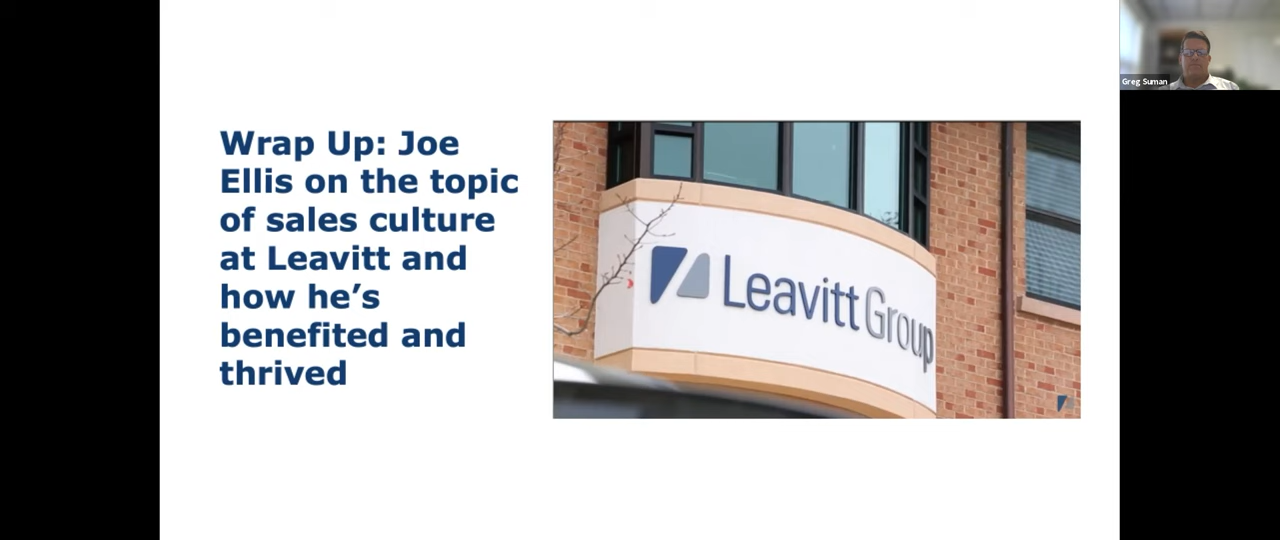 Wrap Up: Joe
Ellis on the topic
of sales culture
at Leavitt and
how he’s
benefited and
thrived
Leavitt Group
Greg Suman